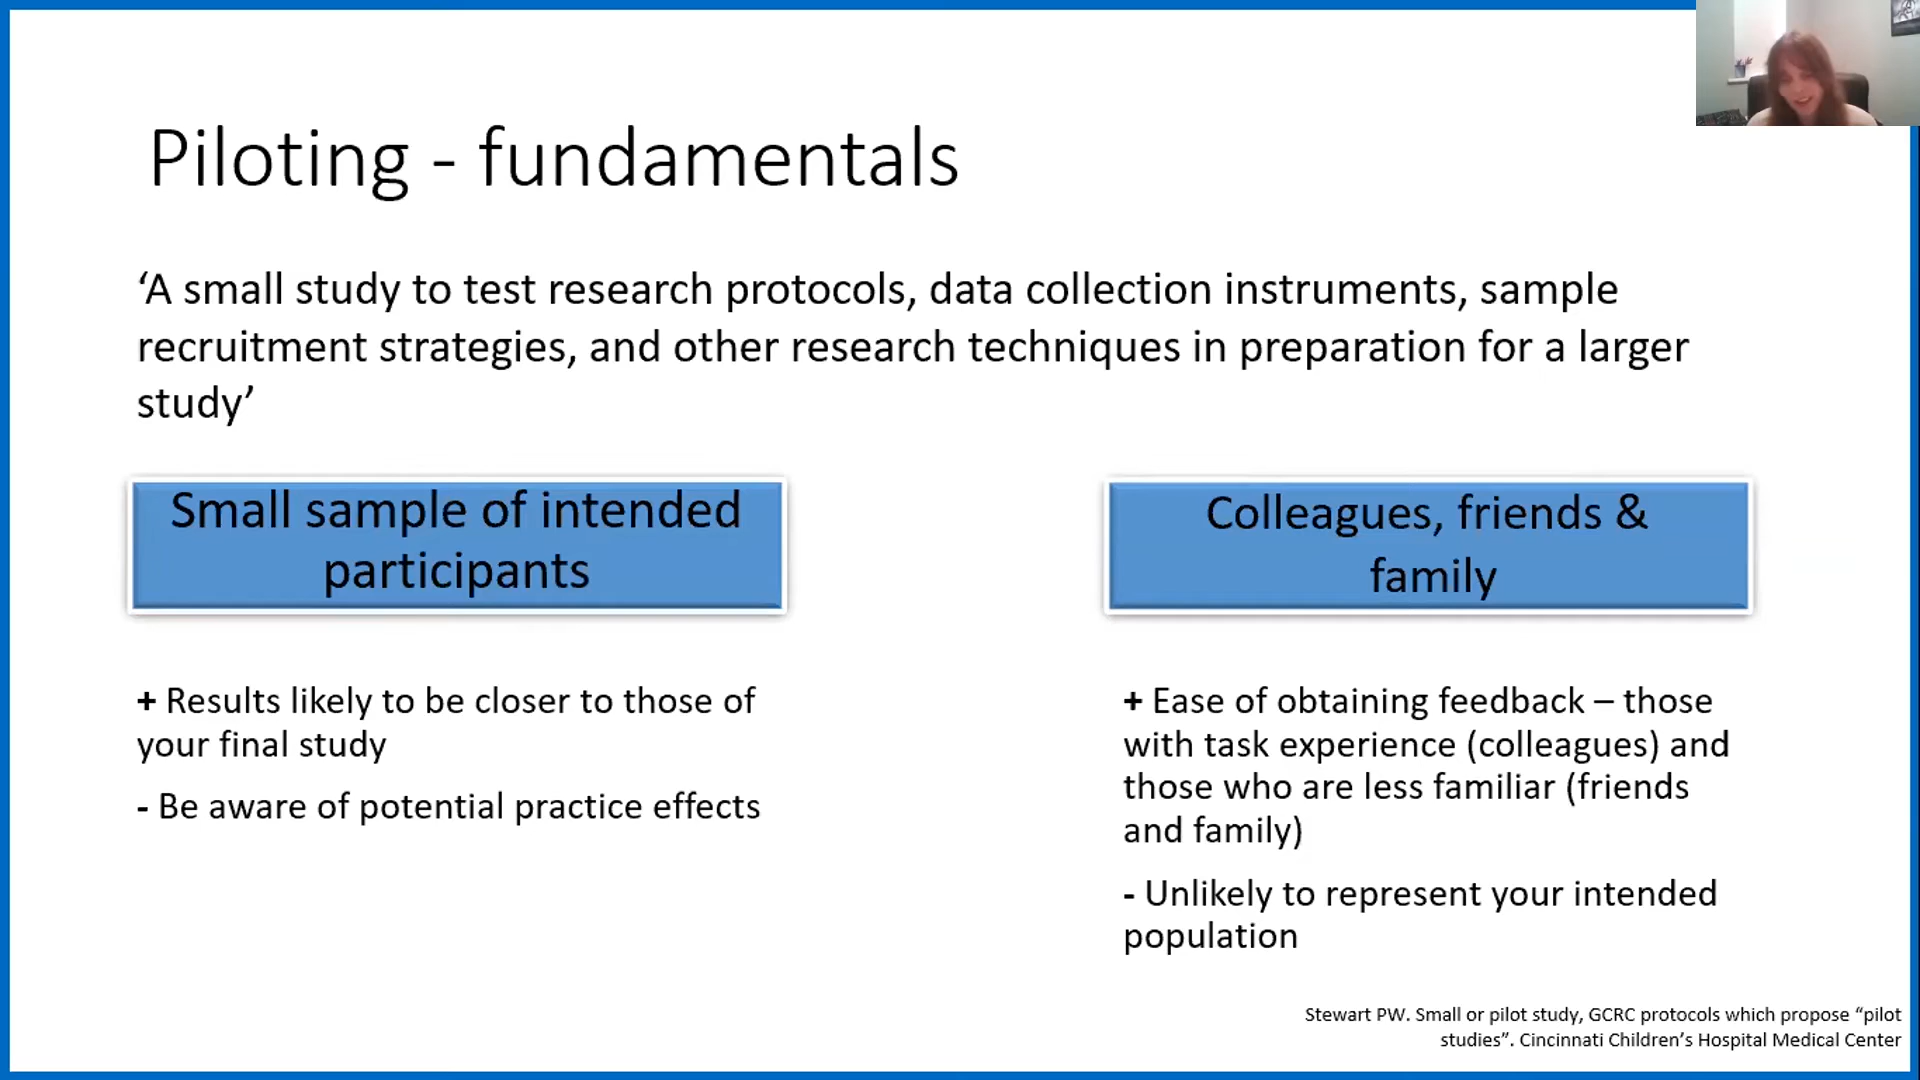 Piloting - fundamentals
‘A small study to test research protocols, data collection instruments, sample
recruitment strategies, and other research techniques in preparation for a larger
study’
Small sample of intended
participants
+ Results likely to be closer to those of
your final study
- Be aware of potential practice effects
Colleagues, friends &
family
+ Ease of obtaining feedback – those
with task experience (colleagues) and
those who are less familiar (friends
and family)
- Unlikely to represent your intended
population
Stewart PW. Small or pilot study, GCRC protocols which propose “pilot
studies”. Cincinnati Children’s Hospital Medical Center